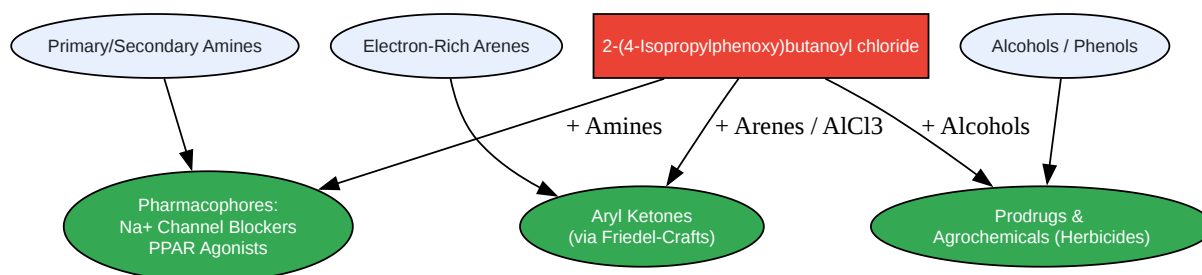 Primary/Secondary Amines
Electron-Rich Arenes
2-(4-Isopropylphenoxy)butanoyl chloride
Alcohols / Phenols
+ Amines
+ Arenes / AlCl3
+ Alcohols
Pharmacophores:
Na+ Channel Blockers
PPAR Agonists
Aryl Ketones
(via Friedel-Crafts)
Prodrugs &
Agrochemicals (Herbicides)